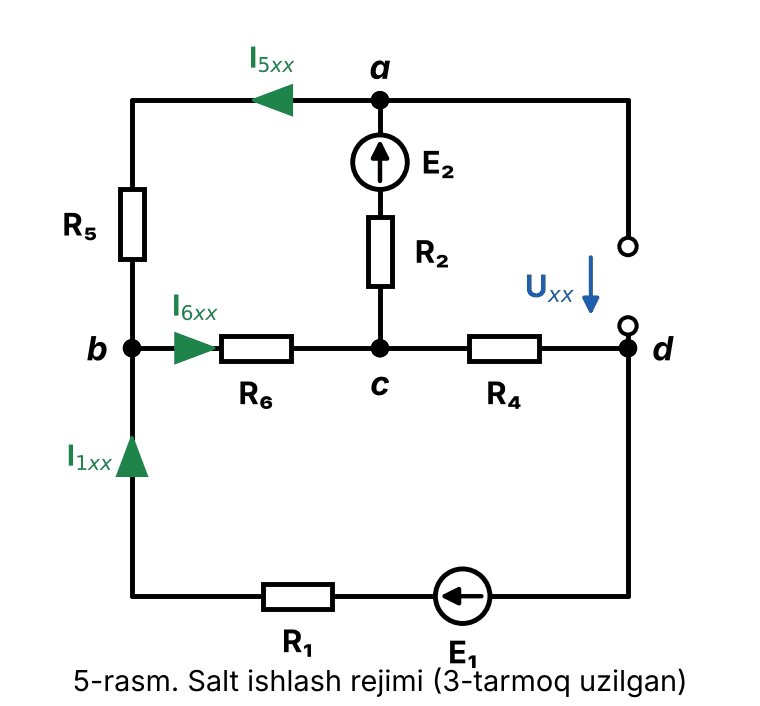 I₅ₓₓ
a
E₂
R₅
R₂
Uₓₓ
I₆ₓₓ
b
d
c
R₆
R₄
I₁ₓₓ
R₁
E₁
5-rasm. Salt ishlash rejimi (3-tarmoq uzilgan)